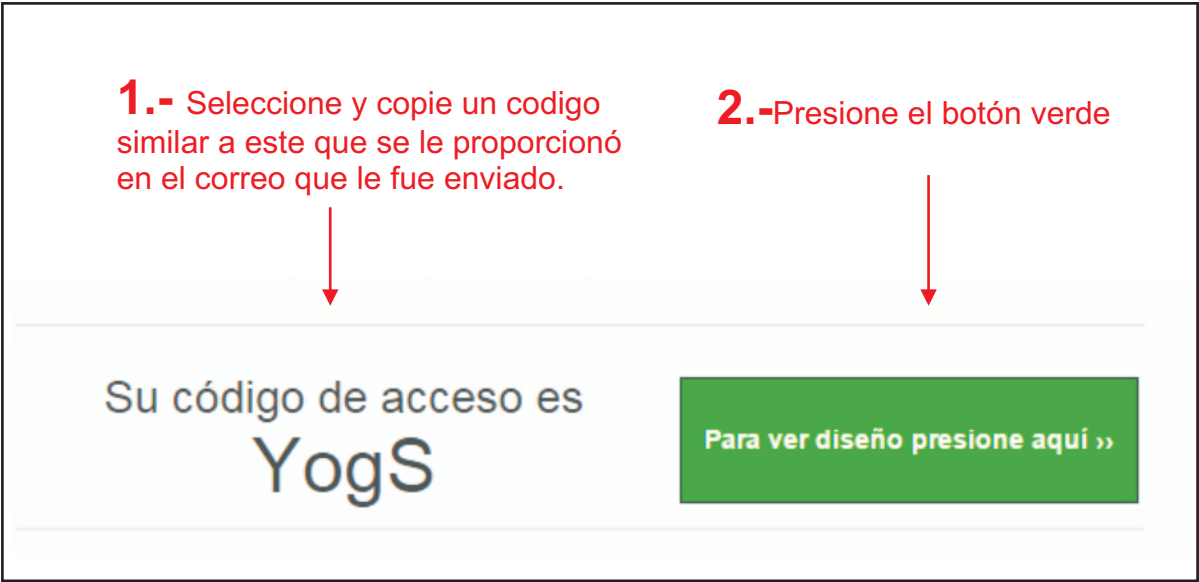 1.- Seleccione y copie un codigo
similar a este que se le proporcionó
en el correo que le fue enviado.
2.-Presione el botón verde
Su código de acceso es
YogS
Para ver diseño presione aquí ››